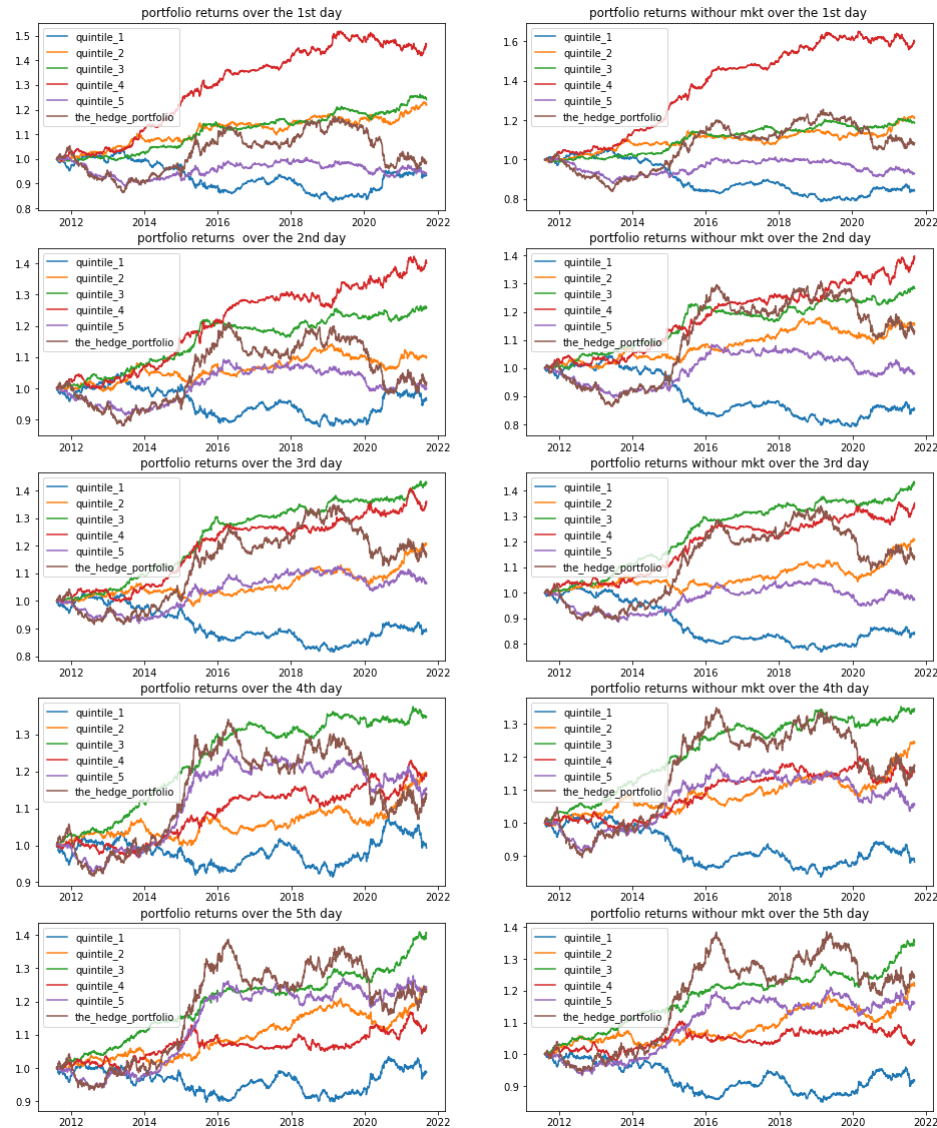 portfolio returns over the 1st day
1.5
1.4
1.3
1.2
1.1
1.0
0.9
0.8
quintile_1
quintile_2
quintile_3
quintile_4
quintile_5
the_hedge_portfolio
2012 2014 2016 2018 2020 2022
portfolio returns withour mkt over the 1st day
1.6
1.4
1.2
1.0
0.8
quintile_1
quintile_2
quintile_3
quintile_4
quintile_5
the_hedge_portfolio
2012 2014 2016 2018 2020 2022
portfolio returns  over the 2nd day
1.4
1.3
1.2
1.1
1.0
0.9
quintile_1
quintile_2
quintile_3
quintile_4
quintile_5
the_hedge_portfolio
2012 2014 2016 2018 2020 2022
portfolio returns withour mkt over the 2nd day
1.4
1.3
1.2
1.1
1.0
0.9
0.8
quintile_1
quintile_2
quintile_3
quintile_4
quintile_5
the_hedge_portfolio
2012 2014 2016 2018 2020 2022
portfolio returns over the 3rd day
1.4
1.3
1.2
1.1
1.0
0.9
0.8
quintile_1
quintile_2
quintile_3
quintile_4
quintile_5
the_hedge_portfolio
2012 2014 2016 2018 2020 2022
portfolio returns withour mkt over the 3rd day
1.4
1.3
1.2
1.1
1.0
0.9
0.8
quintile_1
quintile_2
quintile_3
quintile_4
quintile_5
the_hedge_portfolio
2012 2014 2016 2018 2020 2022
portfolio returns over the 4th day
1.3
1.2
1.1
1.0
0.9
quintile_1
quintile_2
quintile_3
quintile_4
quintile_5
the_hedge_portfolio
2012 2014 2016 2018 2020 2022
portfolio returns withour mkt over the 4th day
1.3
1.2
1.1
1.0
0.9
quintile_1
quintile_2
quintile_3
quintile_4
quintile_5
the_hedge_portfolio
2012 2014 2016 2018 2020 2022
portfolio returns over the 5th day
1.4
1.3
1.2
1.1
1.0
0.9
quintile_1
quintile_2
quintile_3
quintile_4
quintile_5
the_hedge_portfolio
2012 2014 2016 2018 2020 2022
portfolio returns withour mkt over the 5th day
1.4
1.3
1.2
1.1
1.0
0.9
quintile_1
quintile_2
quintile_3
quintile_4
quintile_5
the_hedge_portfolio
2012 2014 2016 2018 2020 2022